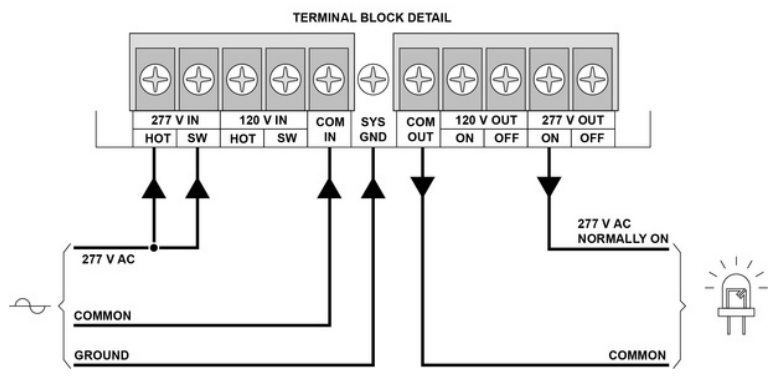 TERMINAL BLOCK DETAIL
277 V IN 120 V IN COM IN SYS GND COM OUT 120 V OUT 277 V OUT
HOT SW HOT SW ON OFF ON OFF
277 V AC
NORMALLY ON
277 V AC
COMMON
GROUND
COMMON